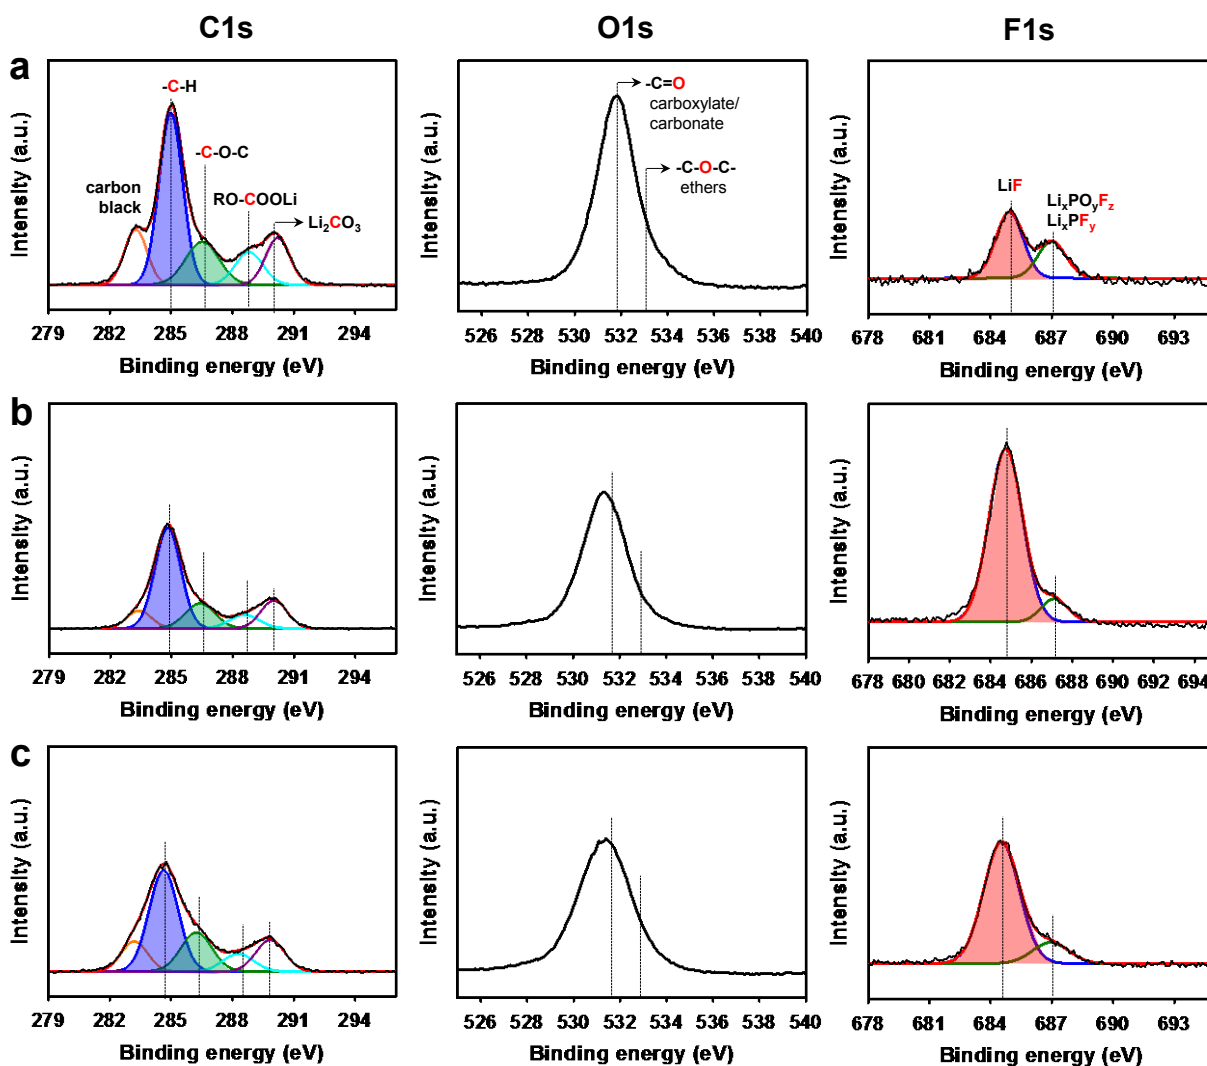 C1s
O1s
F1s
a
Intensity (a.u.)
-C-H
-C-O-C
carbon
black
RO-COOLi
Li₂CO₃
279 282 285 288 291 294
Binding energy (eV)
Intensity (a.u.)
-C=O
carboxylate/
carbonate
-C-O-C-
ethers
526 528 530 532 534 536 538 540
Binding energy (eV)
Intensity (a.u.)
LiF
LiₓPOᵧF_z
LiₓPFᵧ
678 681 684 687 690 693
Binding energy (eV)
b
Intensity (a.u.)
279 282 285 288 291 294
Binding energy (eV)
Intensity (a.u.)
526 528 530 532 534 536 538 540
Binding energy (eV)
Intensity (a.u.)
678 680 682 684 686 688 690 692 694
Binding energy (eV)
c
Intensity (a.u.)
279 282 285 288 291 294
Binding energy (eV)
Intensity (a.u.)
526 528 530 532 534 536 538 540
Binding energy (eV)
Intensity (a.u.)
678 681 684 687 690 693
Binding energy (eV)